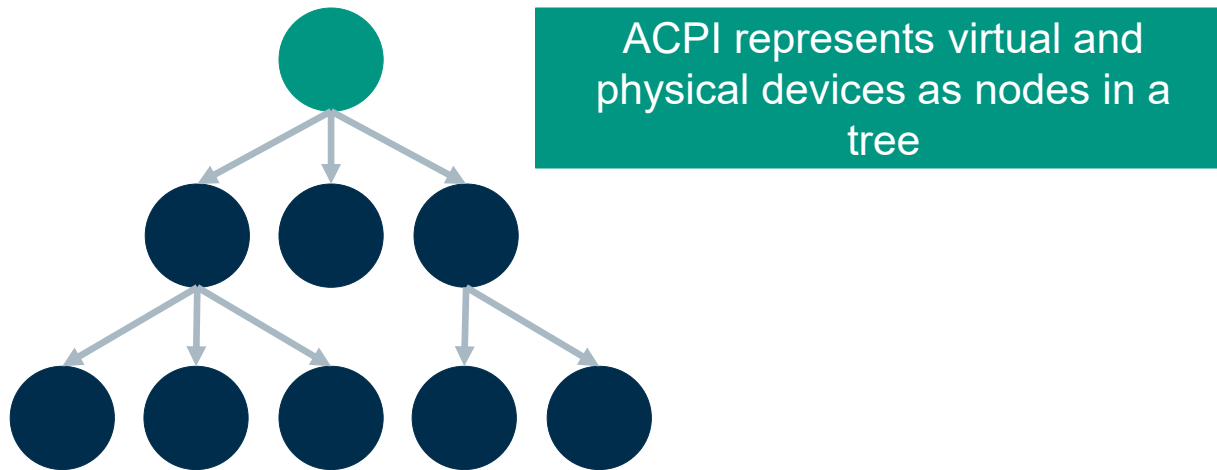 ACPI represents virtual and
physical devices as nodes in a
tree